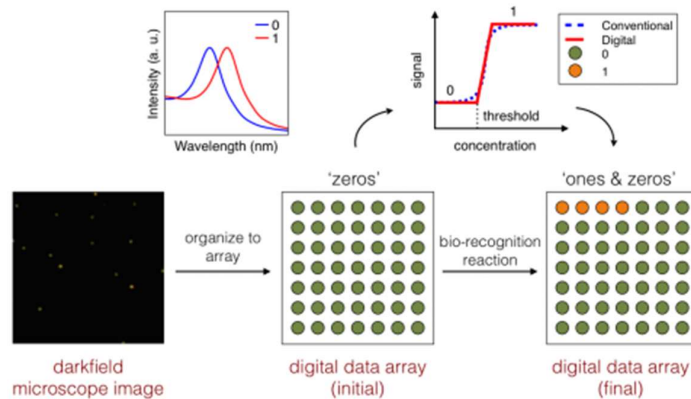 Intensity (a. u.)
0
1
Wavelength (nm)
signal
1
0
threshold
concentration
Conventional
Digital
0
1
'zeros'
'ones & zeros'
organize to
array
bio-recognition
reaction
darkfield
microscope image
digital data array
(initial)
digital data array
(final)